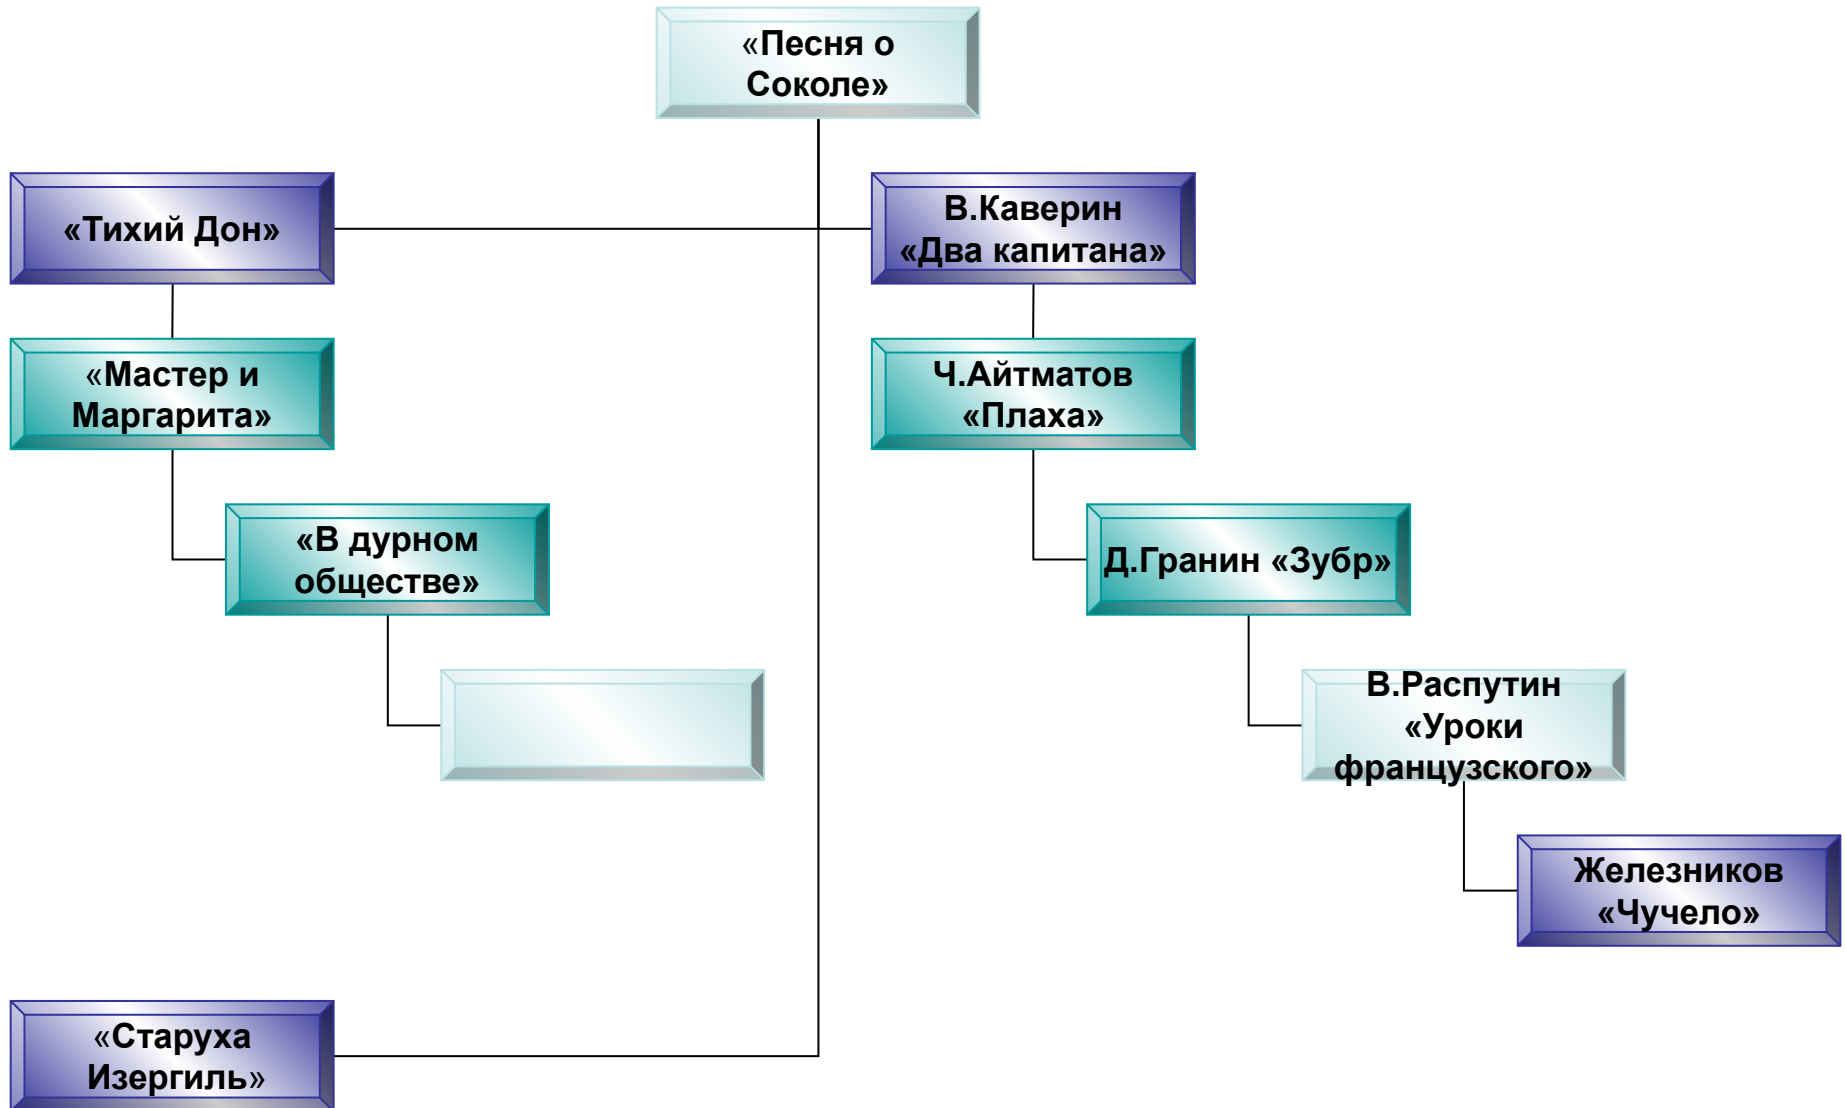 «Песня о
Соколе»
«Тихий Дон»
В.Каверин
«Два капитана»
«Мастер и
Маргарита»
Ч.Айтматов
«Плаха»
«В дурном
обществе»
Д.Гранин «Зубр»
В.Распутин
«Уроки
французского»
Железников
«Чучело»
«Старуха
Изергиль»